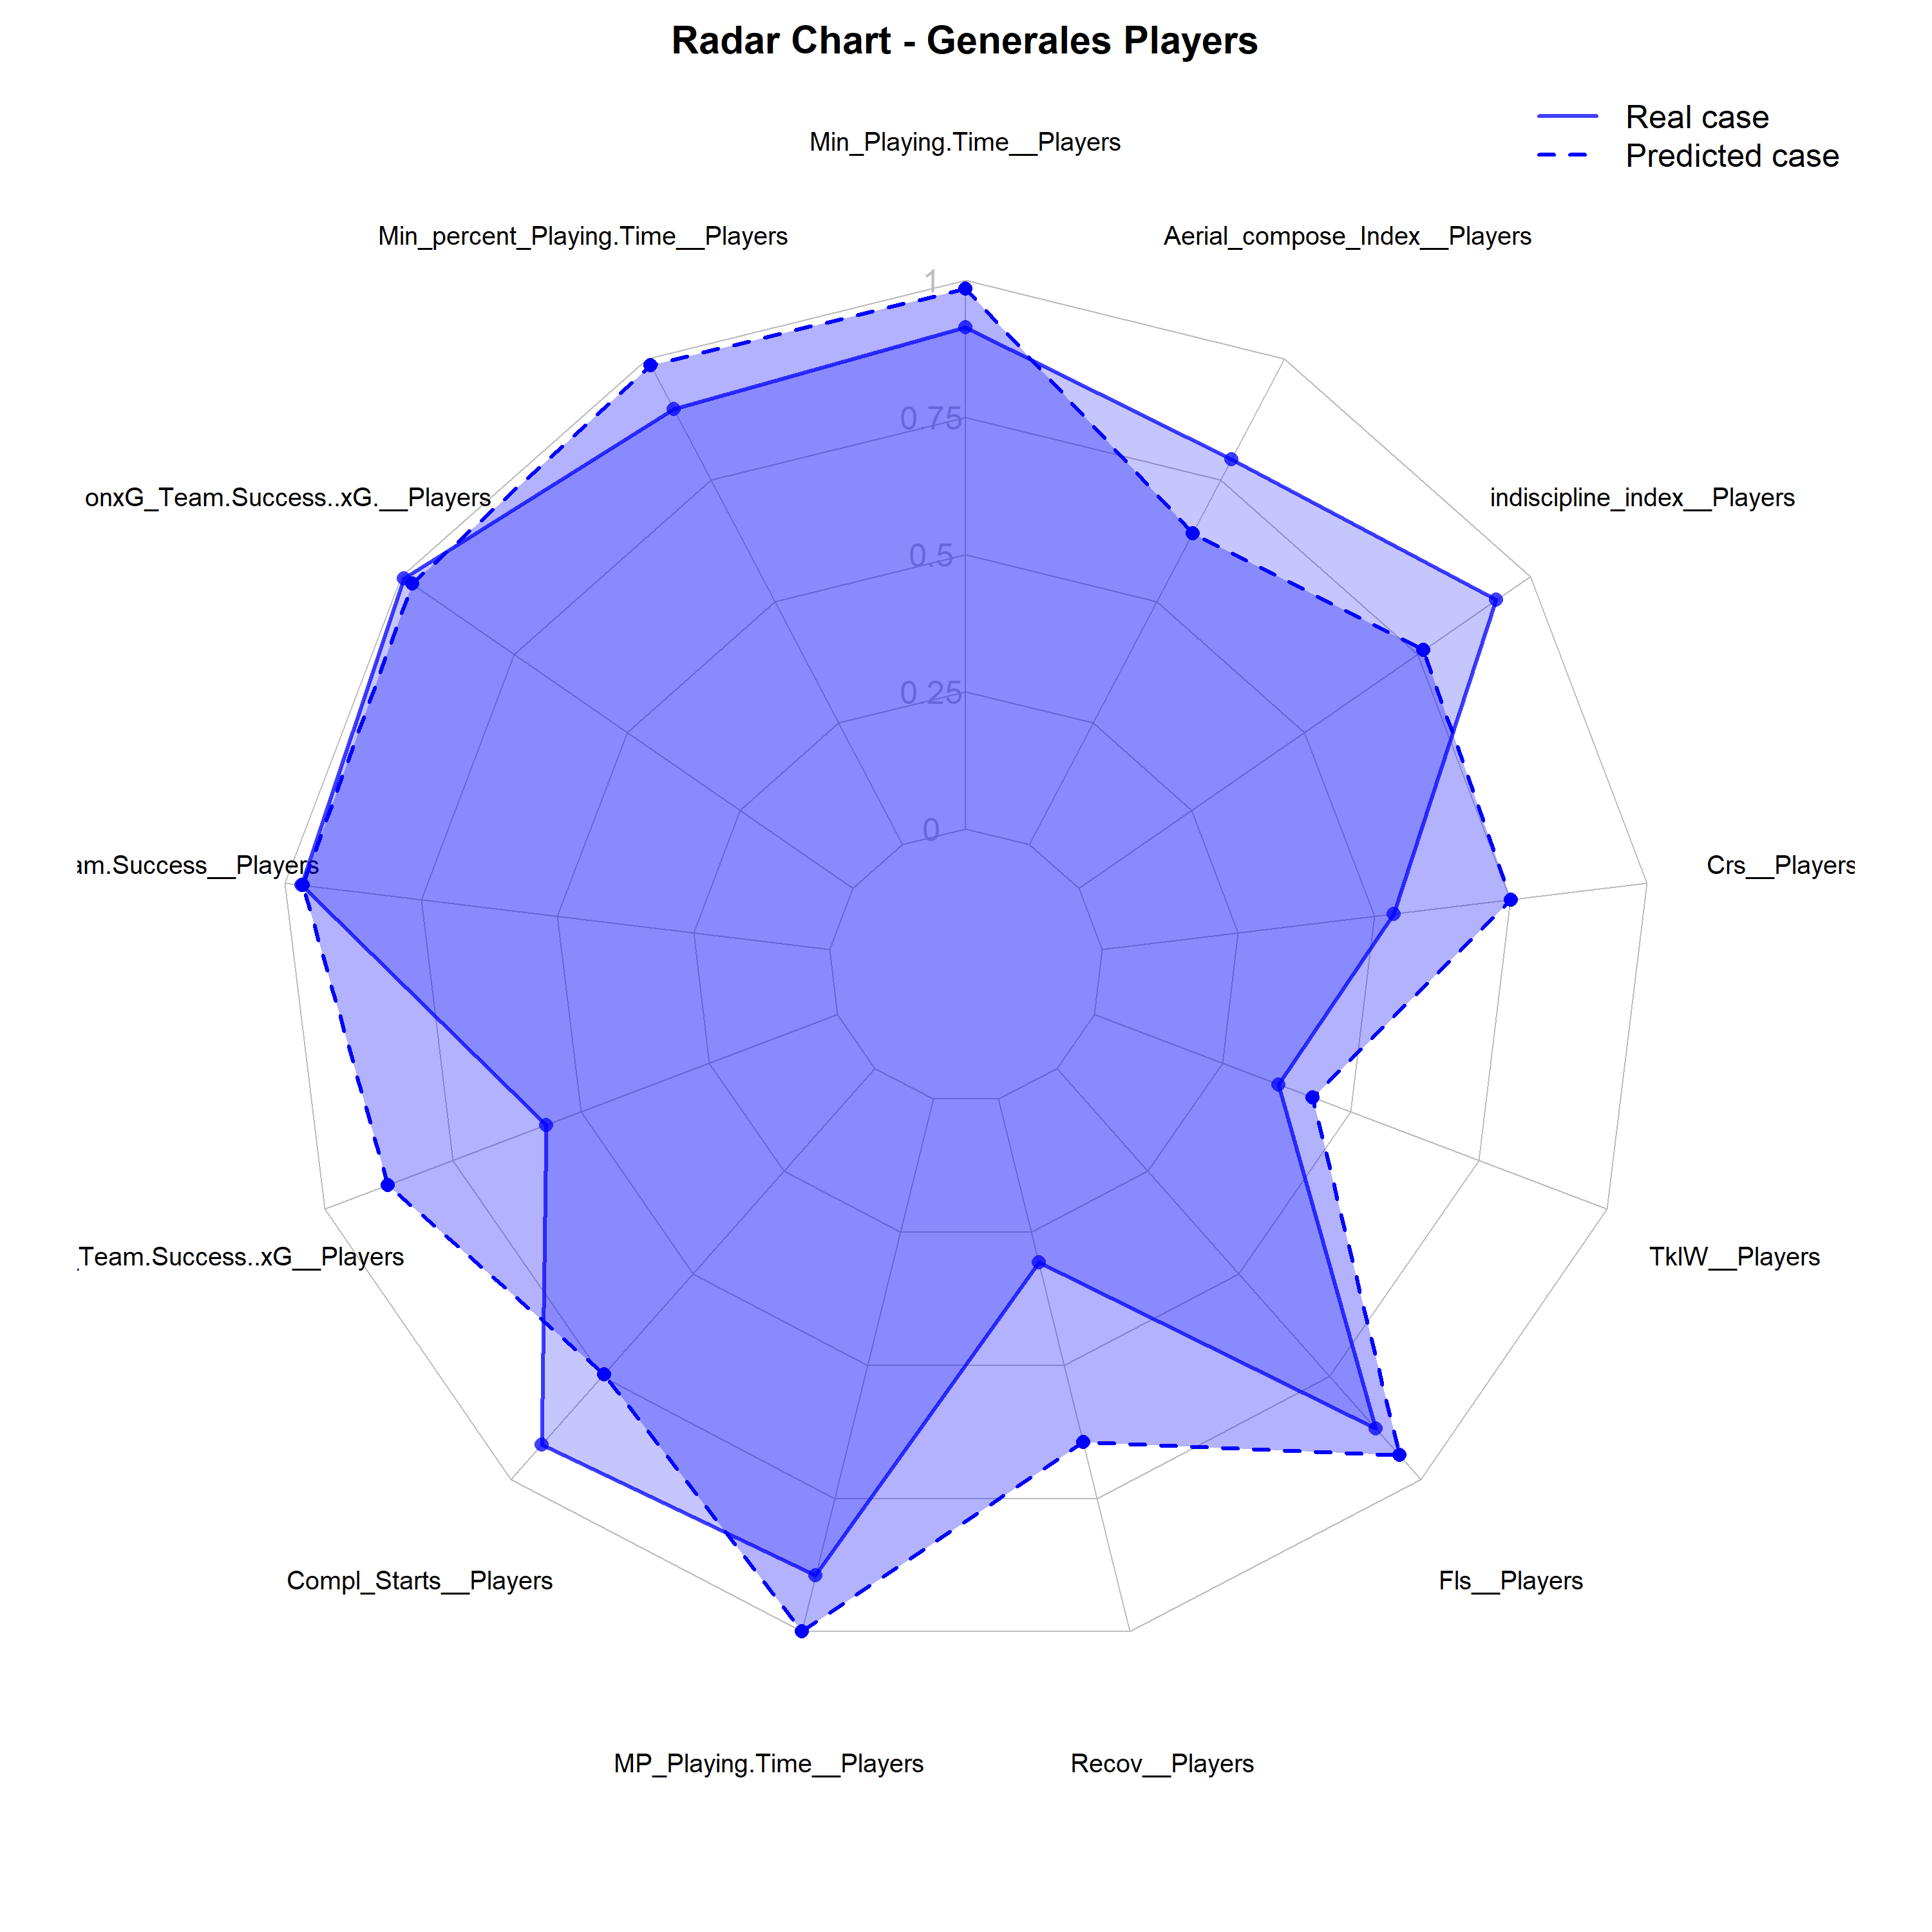 Radar Chart - Generales Players
Real case
Predicted case
Min_Playing.Time__Players
Min_percent_Playing.Time__Players
Aerial_compose_Index__Players
1
onxG_Team.Success..xG.__Players
indiscipline_index__Players
0.75
0.5
0.25
0
am.Success__Players
Crs__Players
_Team.Success..xG__Players
TklW__Players
Compl_Starts__Players
Fls__Players
MP_Playing.Time__Players
Recov__Players